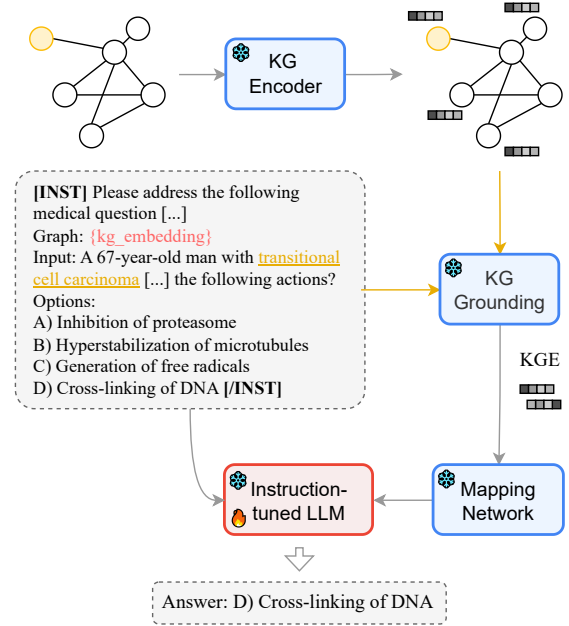 KG
Encoder
[INST] Please address the following
medical question [...]
Graph: {kg_embedding}
Input: A 67-year-old man with transitional
cell carcinoma [...] the following actions?
Options:
A) Inhibition of proteasome
B) Hyperstabilization of microtubules
C) Generation of free radicals
D) Cross-linking of DNA [/INST]
KG
Grounding
KGE
Instruction-
tuned LLM
Mapping
Network
Answer: D) Cross-linking of DNA